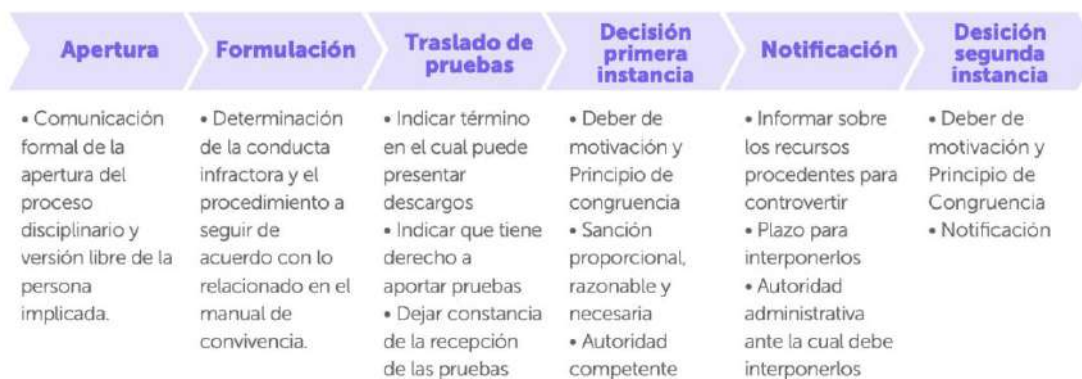 Apertura
Formulación
Traslado de
pruebas
Decisión
primera
instancia
Notificación
Desición
segunda
instancia
• Comunicación
formal de la
apertura del
proceso
disciplinario y
versión libre de la
persona
implicada.
• Determinación
de la conducta
infractora y el
procedimiento a
seguir de
acuerdo con lo
relacionado en el
manual de
convivencia.
• Indicar término
en el cual puede
presentar
descargos
• Indicar que tiene
derecho a
aportar pruebas
• Dejar constancia
de la recepción
de las pruebas
• Deber de
motivación y
Principio de
congruencia
• Sanción
proporcional,
razonable y
necesaria
• Autoridad
competente
• Informar sobre
los recursos
procedentes para
controvertir
• Plazo para
interponerlos
• Autoridad
administrativa
ante la cual debe
interponerlos
• Deber de
motivación y
Principio de
Congruencia
• Notificación